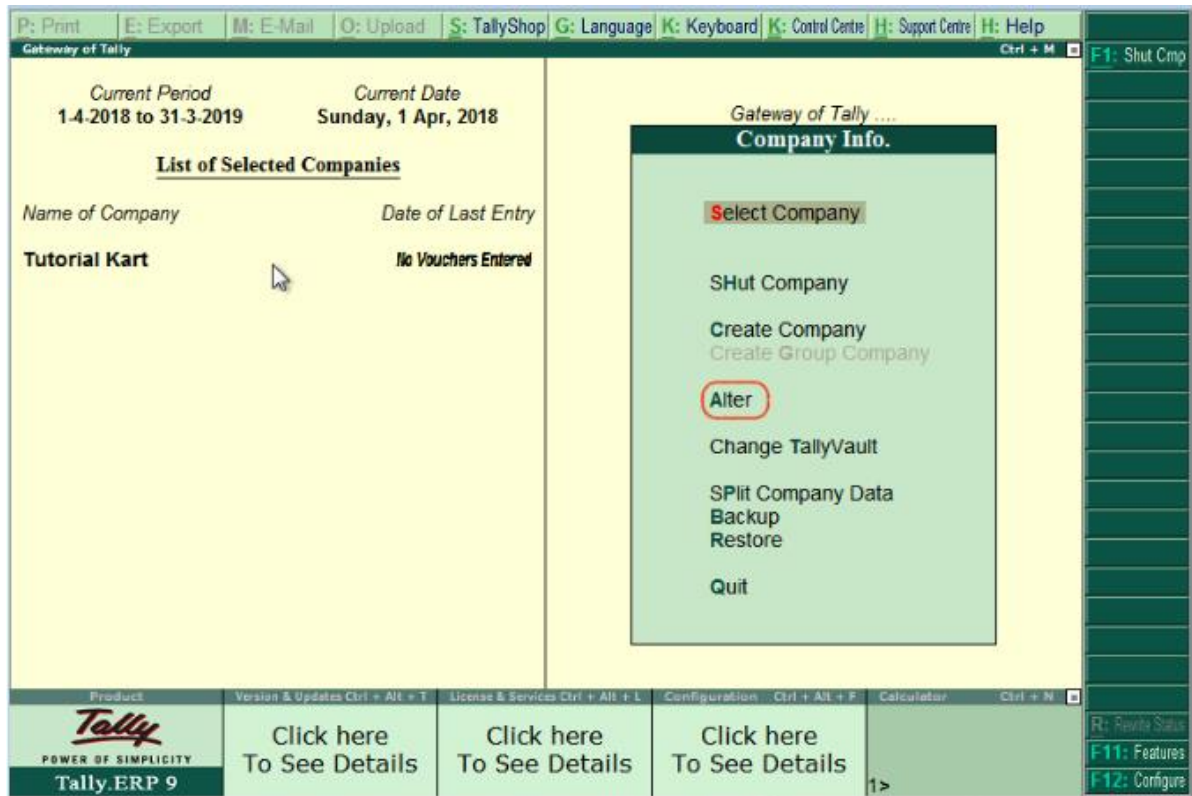 P: Print E: Export M: E-Mail O: Upload S: TallyShop G: Language K: Keyboard K: Control Centre H: Support Centre H: Help
Gateway of Tally Ctrl + M
F1: Shut Cmp
Current Period Current Date
1-4-2018 to 31-3-2019 Sunday, 1 Apr, 2018
List of Selected Companies
Name of Company Date of Last Entry
Tutorial Kart No Vouchers Entered
Gateway of Tally ....
Company Info.
Select Company
SHut Company
Create Company
Create Group Company
Alter
Change TallyVault
SPlit Company Data
Backup
Restore
Quit
Product Version & Updates Ctrl + Alt + T License & Services Ctrl + Alt + L Configuration Ctrl + Alt + F Calculator Ctrl + N
Tally
POWER OF SIMPLICITY
Tally.ERP 9
Click here
To See Details
Click here
To See Details
Click here
To See Details
1>
R: Rewrite Status
F11: Features
F12: Configure